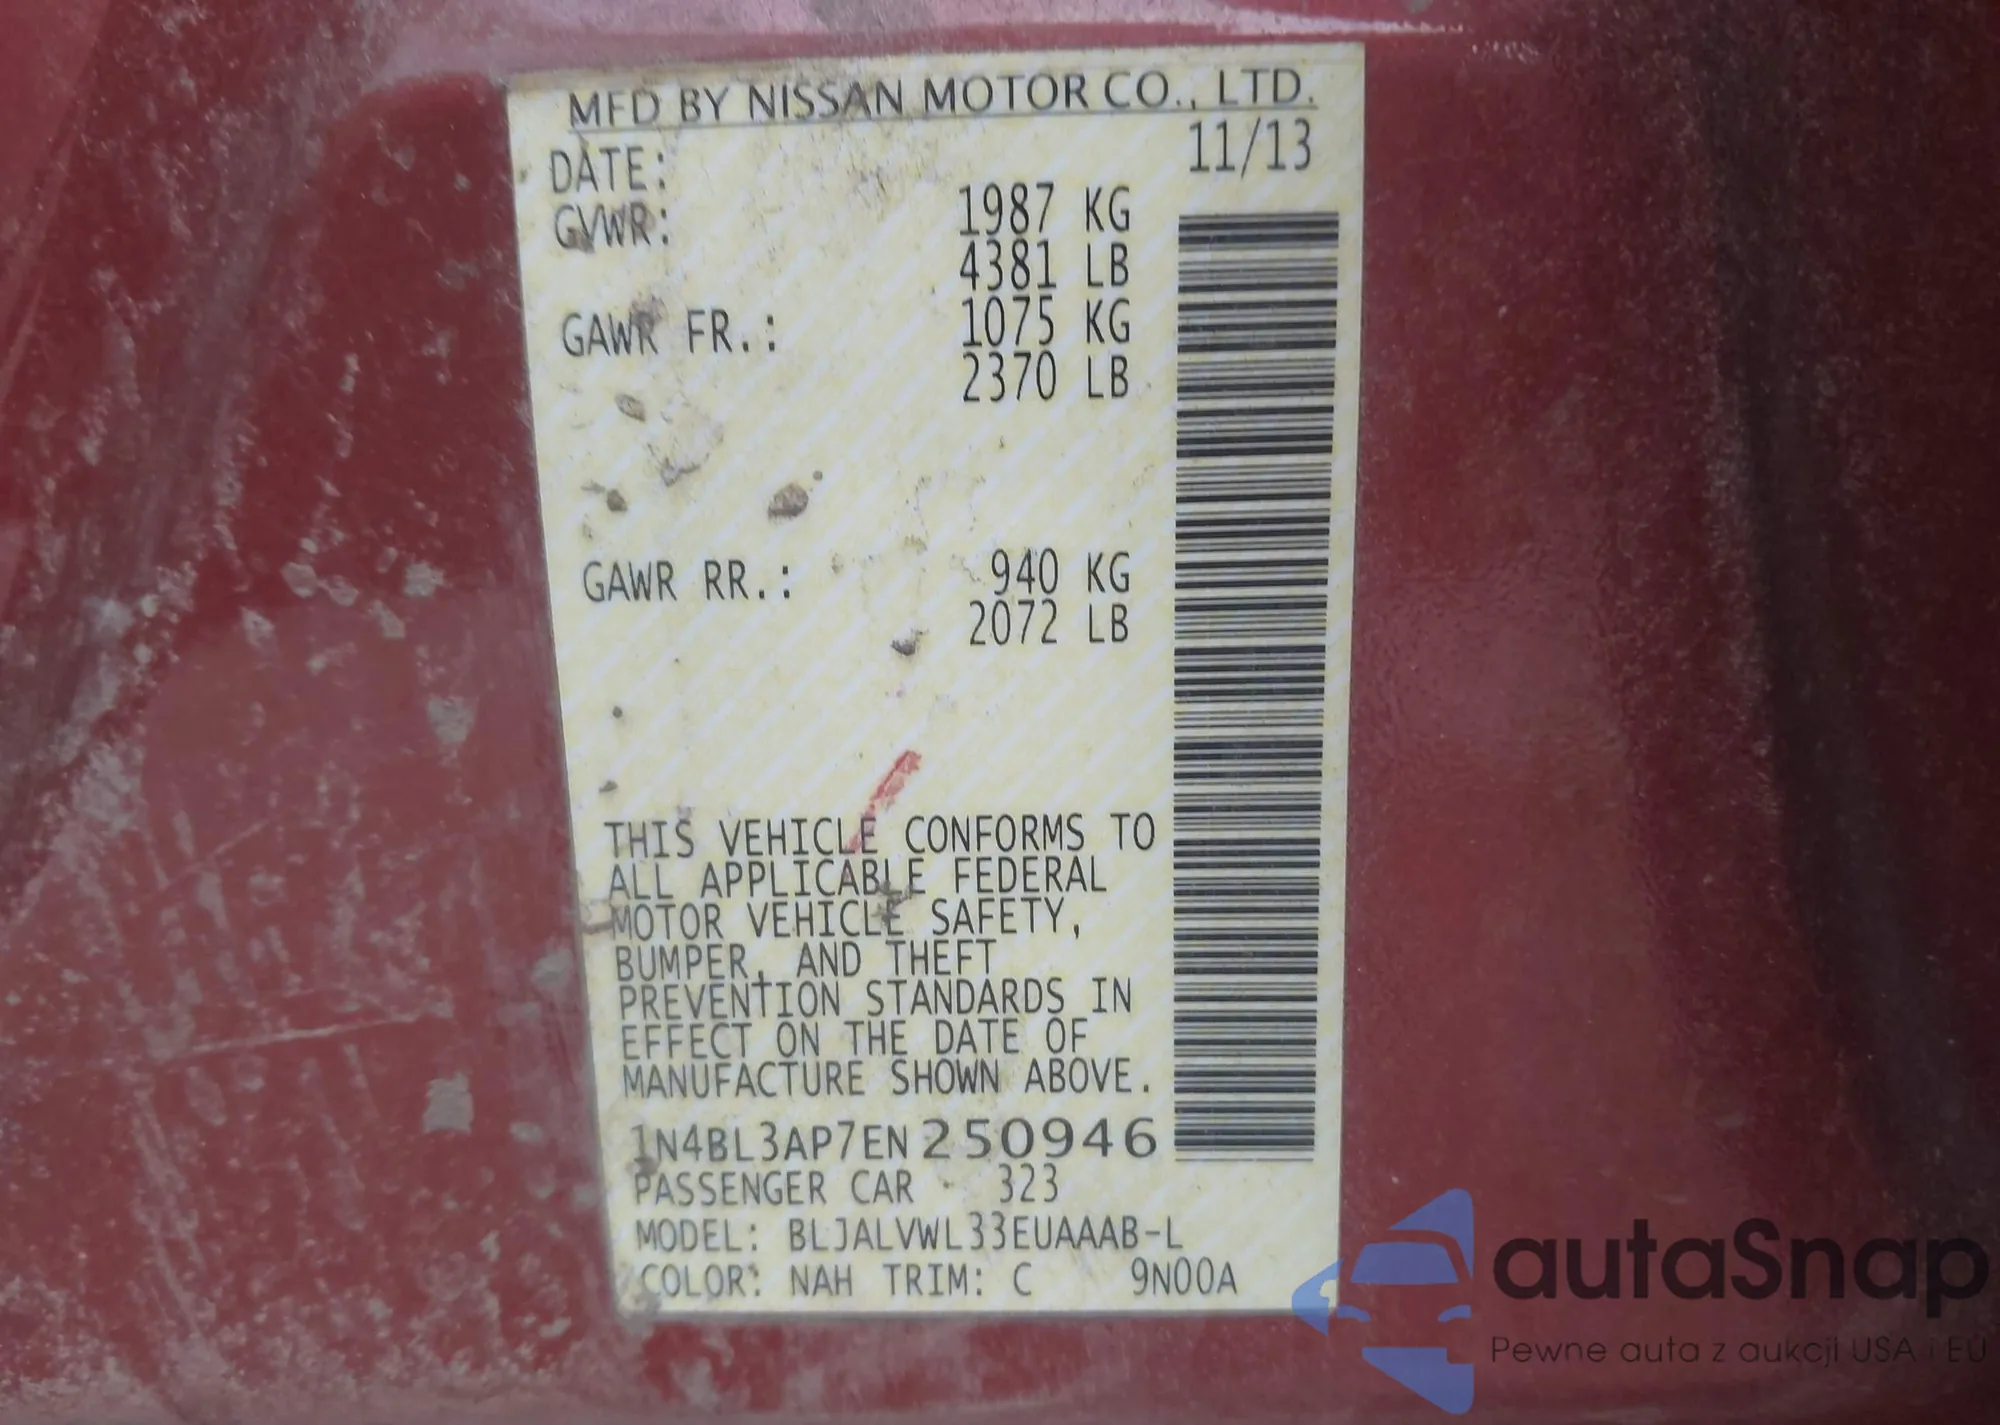 MFD BY NISSAN MOTOR CO., LTD.
DATE: 11/13
GVWR: 1987 KG
4381 LB
GAWR FR.: 1075 KG
2370 LB
GAWR RR.: 940 KG
2072 LB
THIS VEHICLE CONFORMS TO
ALL APPLICABLE FEDERAL
MOTOR VEHICLE SAFETY,
BUMPER, AND THEFT
PREVENTION STANDARDS IN
EFFECT ON THE DATE OF
MANUFACTURE SHOWN ABOVE.
1N4BL3AP7EN250946
PASSENGER CAR 323
MODEL: BLJALVWL33EUAAAB-L
COLOR: NAH TRIM: C 9N00A
autaSnap
Pewne auta z aukcji USA i EU